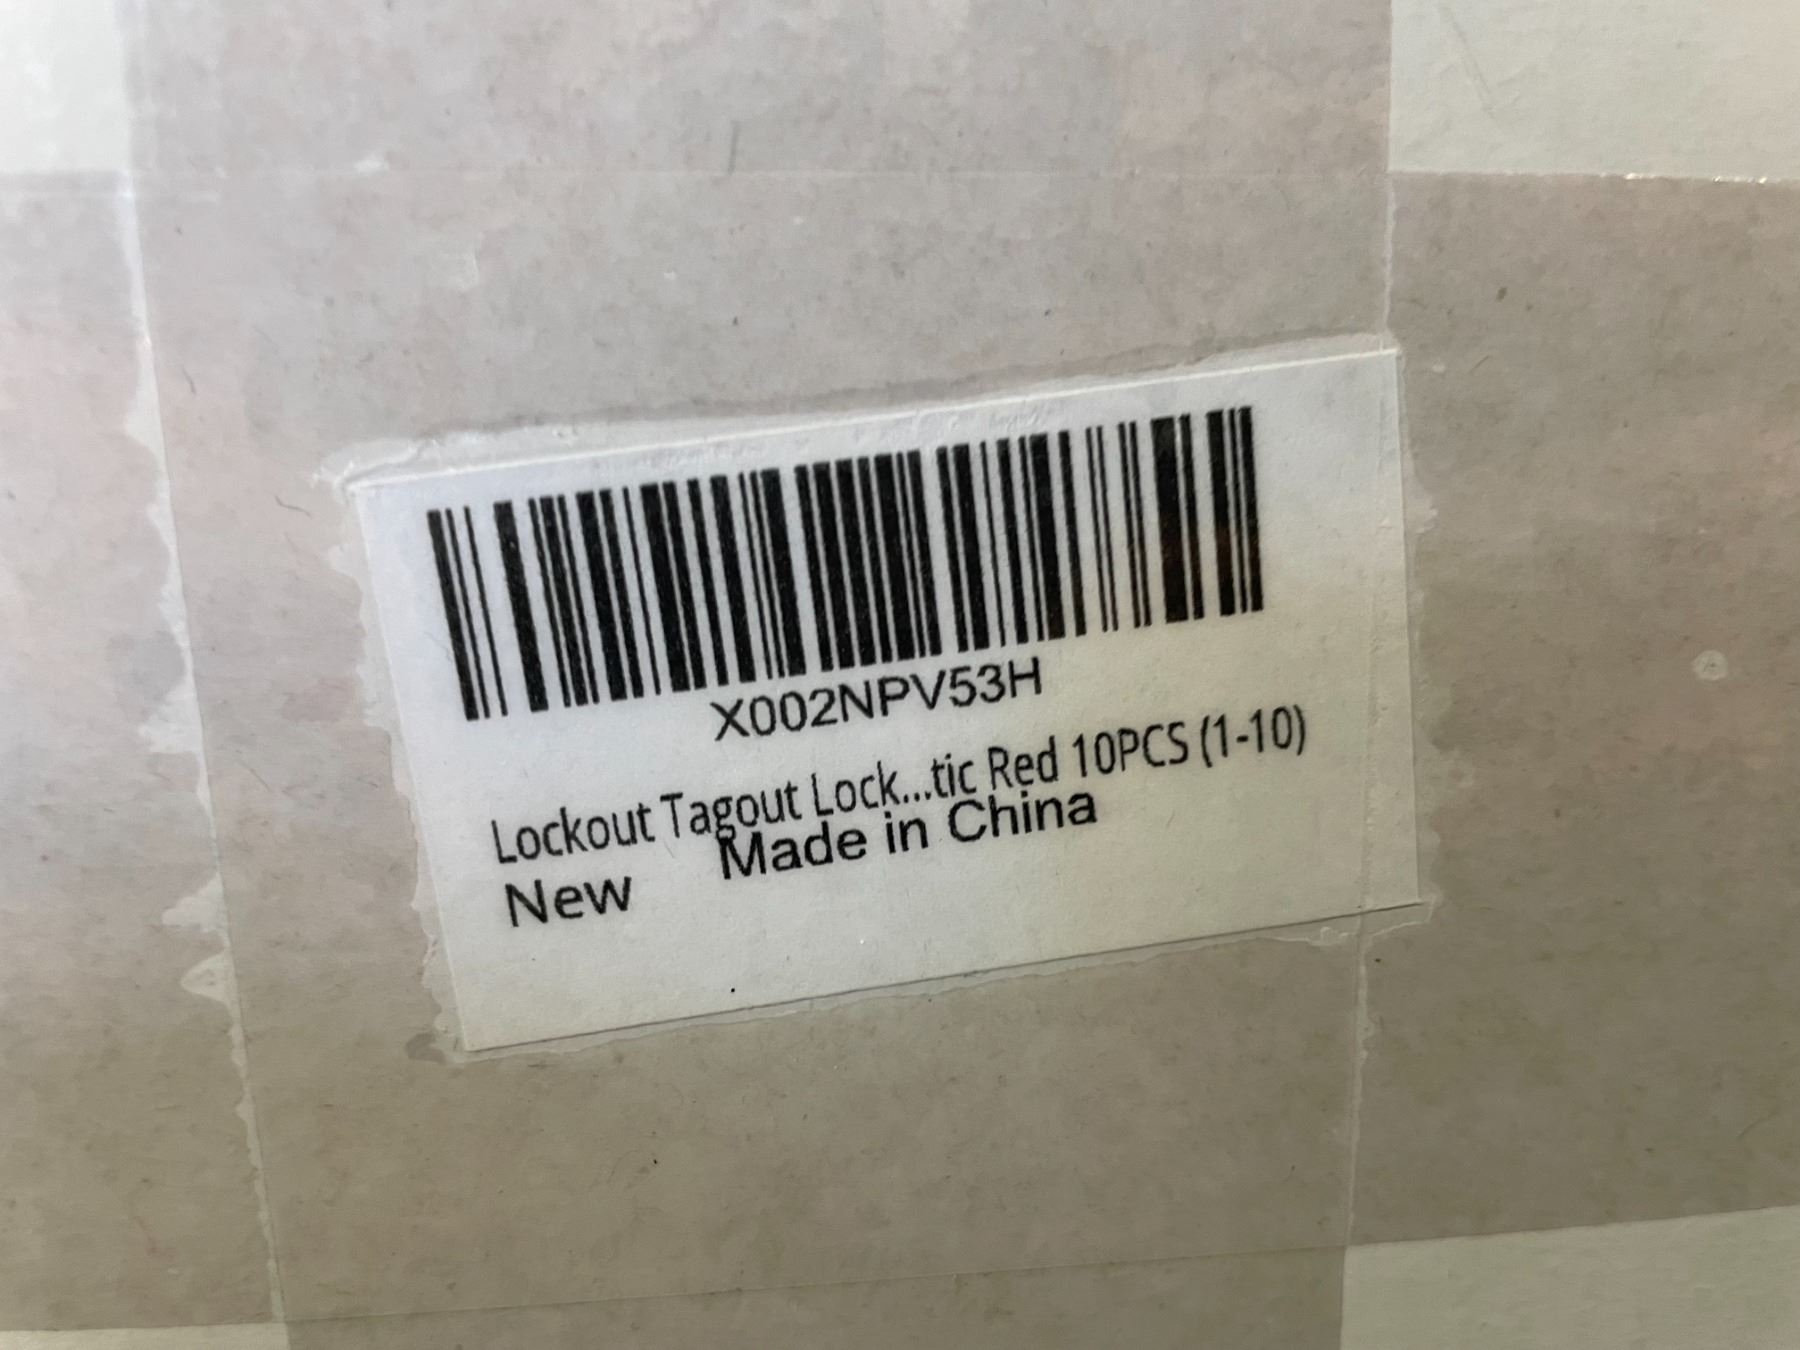 X002NPV53H
Lockout Tagout Lock...tic Red 10PCS (1-10)
Made in China
New